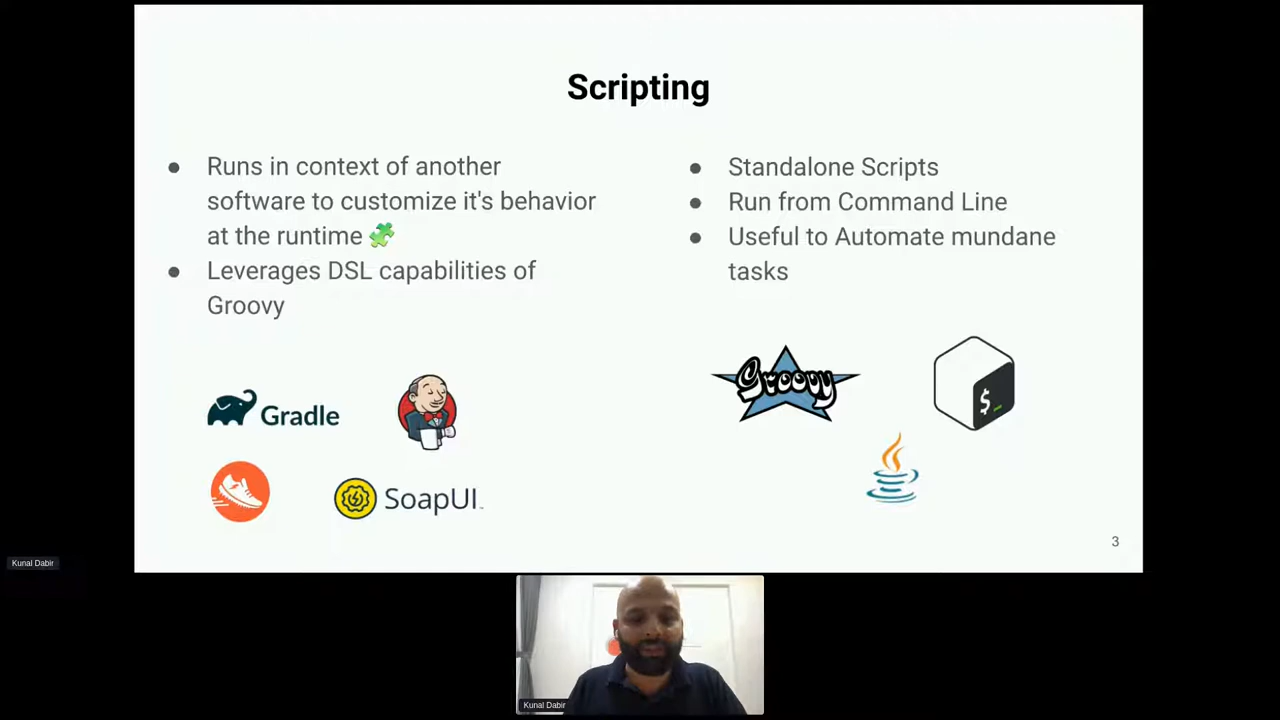 Scripting
● Runs in context of another
software to customize it's behavior
at the runtime
● Leverages DSL capabilities of
Groovy
● Standalone Scripts
● Run from Command Line
● Useful to Automate mundane
tasks
Gradle
SoapUI
Groovy
$_
3
Kunal Dabir
Kunal Dabir